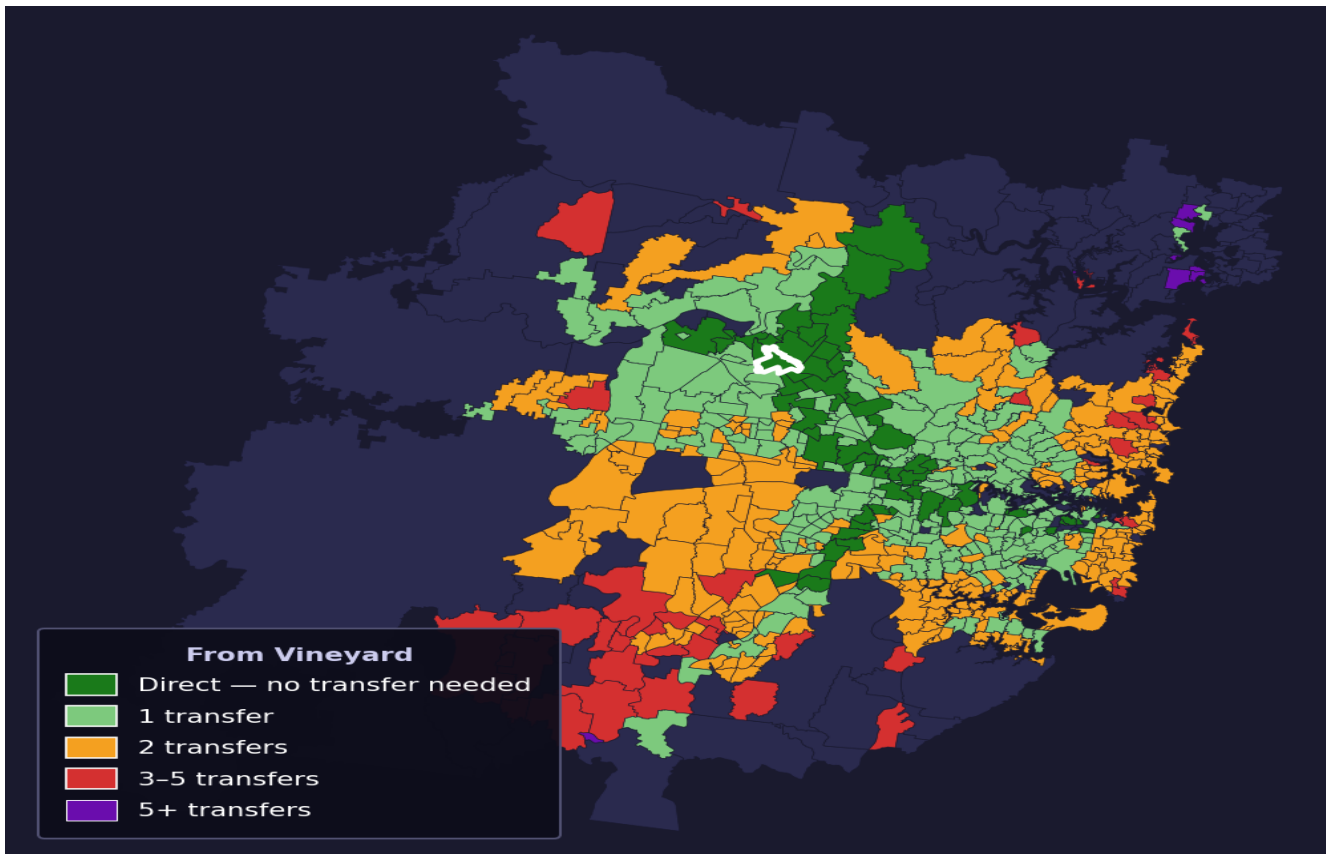 From Vineyard
Direct — no transfer needed
1 transfer
2 transfers
3–5 transfers
5+ transfers